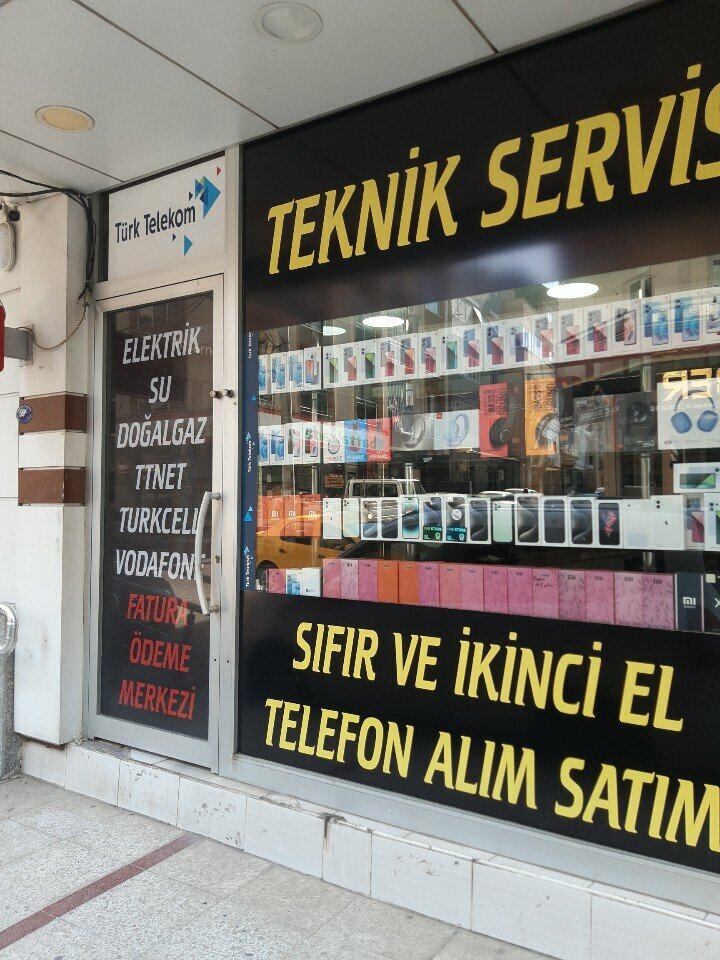 Türk Telekom
TEKNİK SERVİS
ELEKTRİK
SU
DOĞALGAZ
TTNET
TURKCELL
VODAFONE
FATURA
ÖDEME
MERKEZİ
SIFIR VE İKİNCİ EL
TELEFON ALIM SATIM